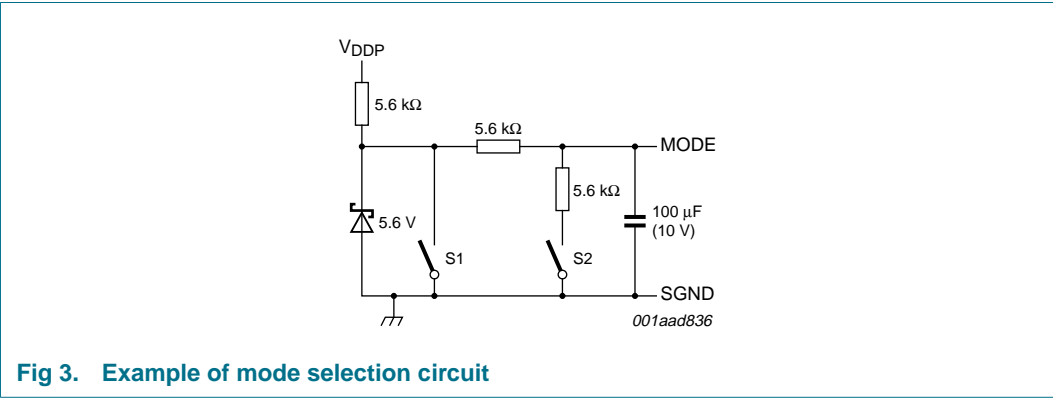 VDDP
5.6 kΩ
5.6 kΩ
MODE
5.6 kΩ
100 μF
(10 V)
5.6 V
S1
S2
SGND
001aad836
Fig 3. Example of mode selection circuit